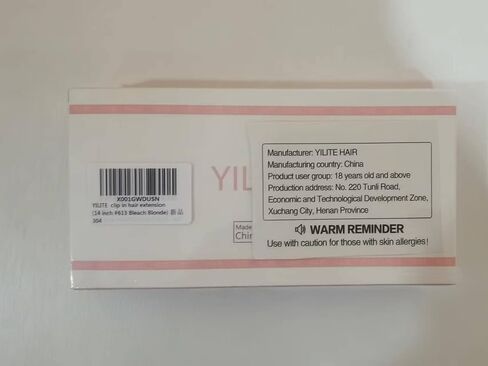 X001GWDUSN
YILITE clip in hair extension
(14 inch #613 Bleach Blonde) 新品
304
YIL
Made
Chin
Manufacturer: YILITE HAIR
Manufacturing country: China
Product user group: 18 years old and above
Production address: No. 220 Tunli Road,
Economic and Technological Development Zone,
Xuchang City, Henan Province
WARM REMINDER
Use with caution for those with skin allergies!